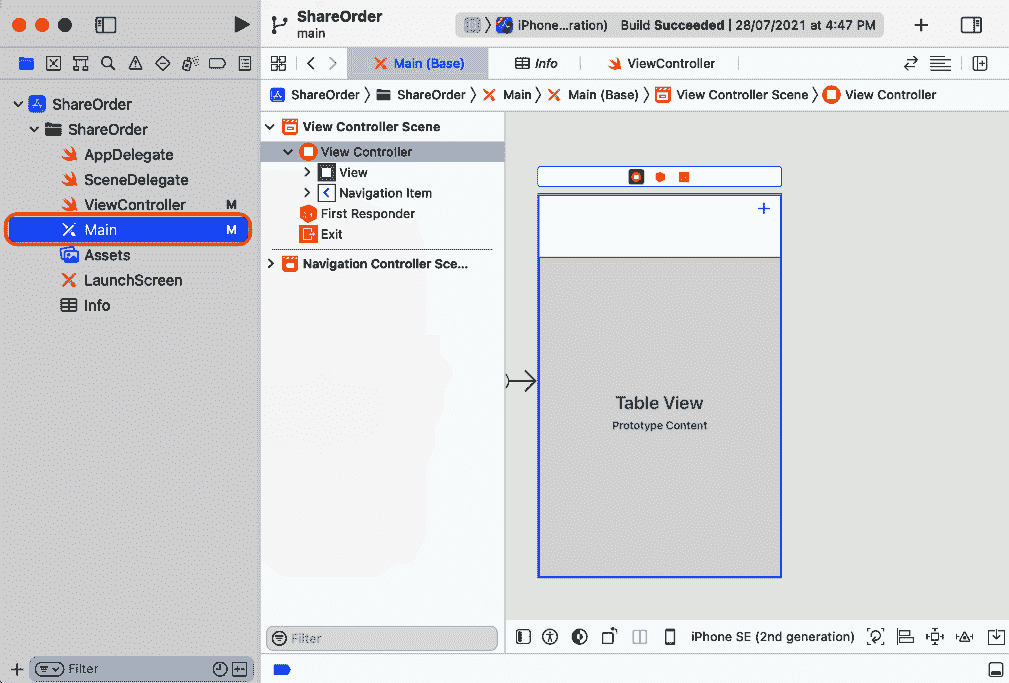 ShareOrder
main
iPhone...ration) Build Succeeded | 28/07/2021 at 4:47 PM
Main (Base)
Info
ViewController
ShareOrder
ShareOrder
Main
Main (Base)
View Controller Scene
View Controller
ShareOrder
ShareOrder
AppDelegate
SceneDelegate
ViewController M
Main M
Assets
LaunchScreen
Info
Filter
View Controller Scene
View Controller
View
Navigation Item
First Responder
Exit
Navigation Controller Sce...
Filter
Table View
Prototype Content
iPhone SE (2nd generation)